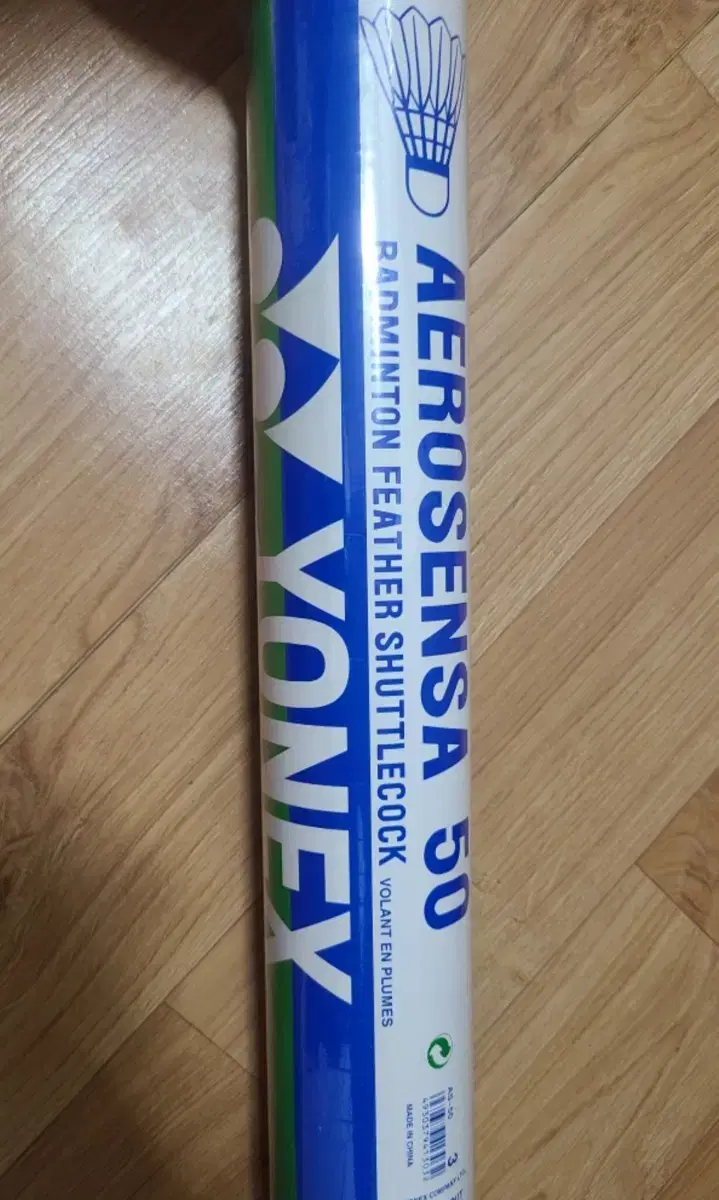 AEROSENSA 50
BADMINTON FEATHER SHUTTLECOCK VOLANT EN PLUMES
YONEX
AS-50 3
MADE IN CHINA